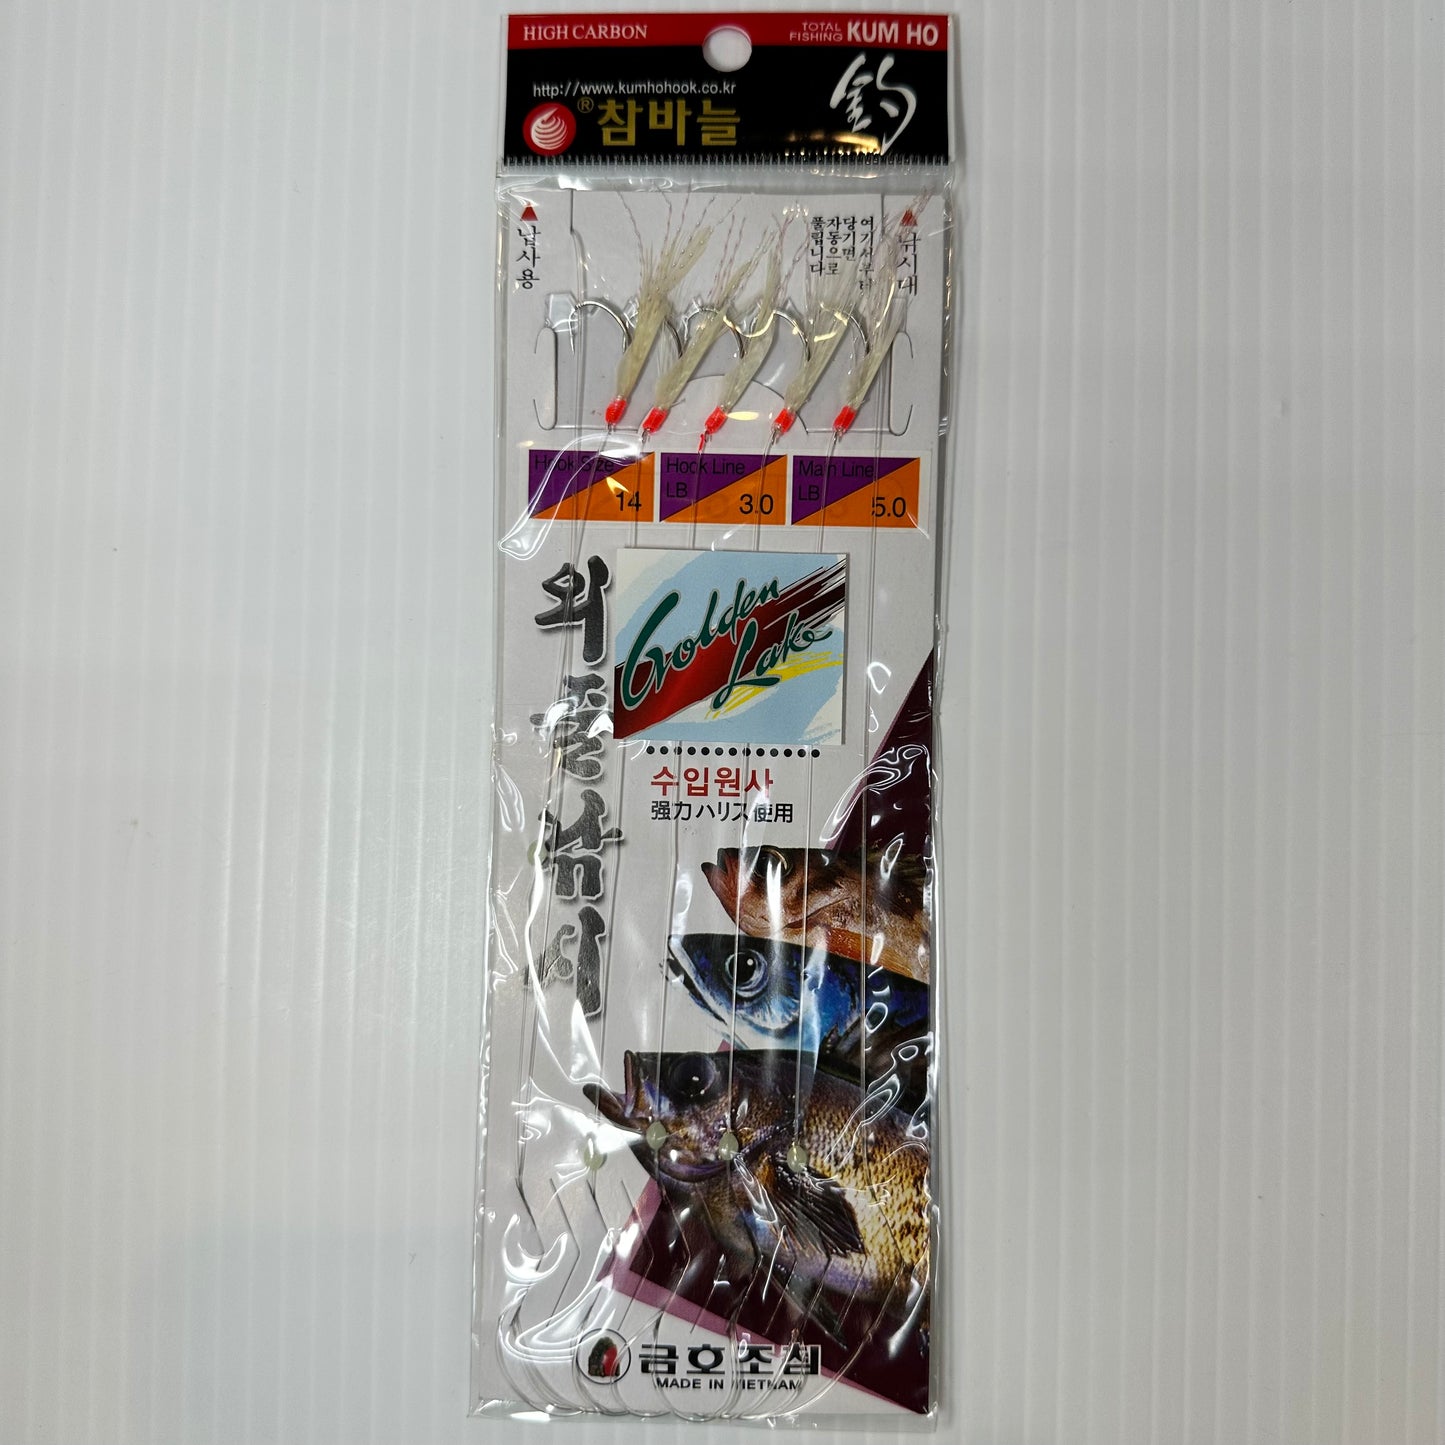 HIGH CARBON
TOTAL
FISHING KUM HO
http://www.kumhohook.co.kr
®참바늘
釣
▲납사용
여기서부터
당기면
자동으로
풀립니다
▲낚시대
Hook Size
14
Hook Line
LB
3.0
Main Line
LB
5.0
외줄낚시
Golden
Lake
수입원사
强力ハリス使用
금호조침
MADE IN VIETNAM